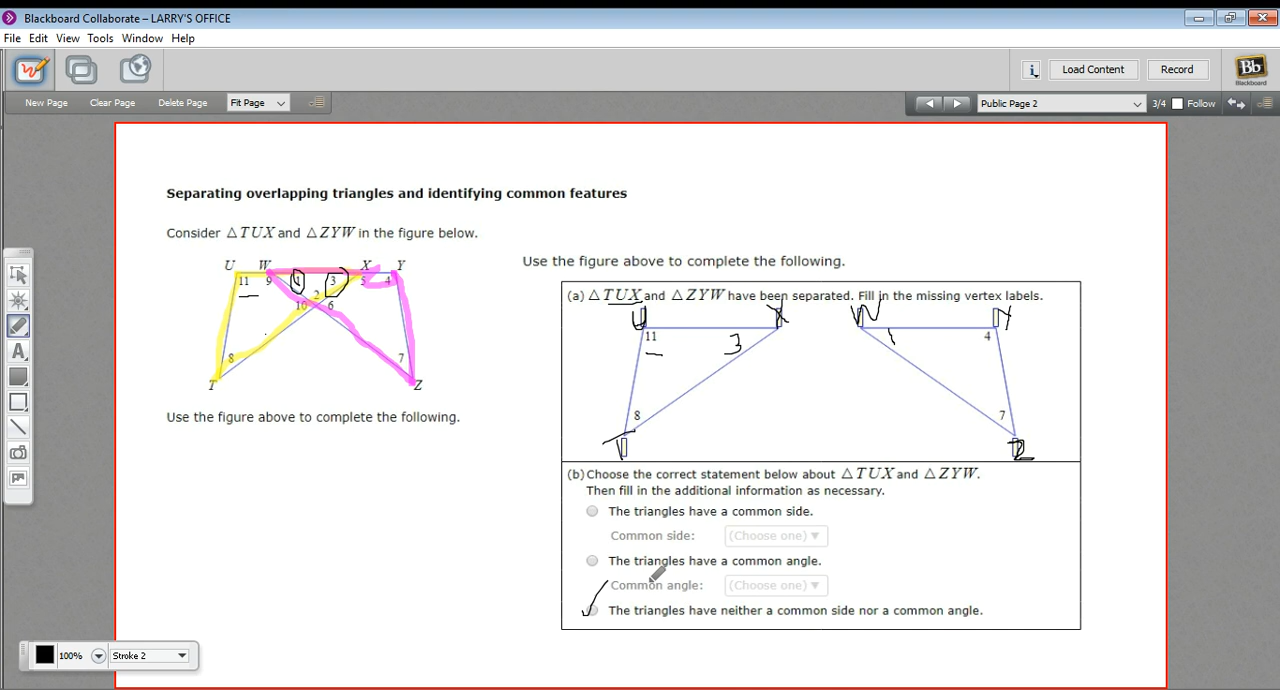 Blackboard Collaborate – LARRY'S OFFICE
File Edit View Tools Window Help
Load Content Record Bb Blackboard
New Page Clear Page Delete Page Fit Page Public Page 2 3/4 Follow
Separating overlapping triangles and identifying common features
Consider △TUX and △ZYW in the figure below.
U W X Y
11 9 1 3 5 4
2
10 6
8 7
T Z
Use the figure above to complete the following.
Use the figure above to complete the following.
(a) △TUX and △ZYW have been separated. Fill in the missing vertex labels.
U X W Y
11 3 1 4
8 7
T Z
(b) Choose the correct statement below about △TUX and △ZYW.
Then fill in the additional information as necessary.
The triangles have a common side.
Common side: (Choose one) ▼
The triangles have a common angle.
Common angle: (Choose one) ▼
The triangles have neither a common side nor a common angle.
100% Stroke 2